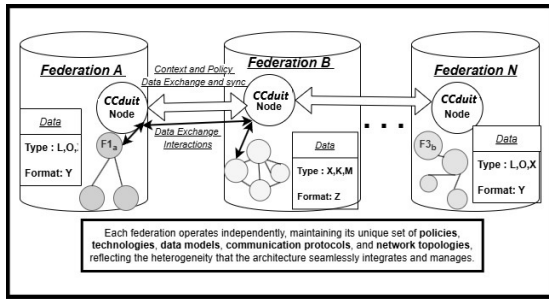 Federation A
Context and Policy
Data Exchange and sync
Federation B
Federation N
CCduit
Node
CCduit
Node
CCduit
Node
Data
Type : L,O,
Format: Y
F1a
Data Exchange
Interactions
Data
Type : X,K,M
Format: Z
...
F3b
Data
Type : L,O,X
Format: Y
Each federation operates independently, maintaining its unique set of policies,
technologies, data models, communication protocols, and network topologies,
reflecting the heterogeneity that the architecture seamlessly integrates and manages.